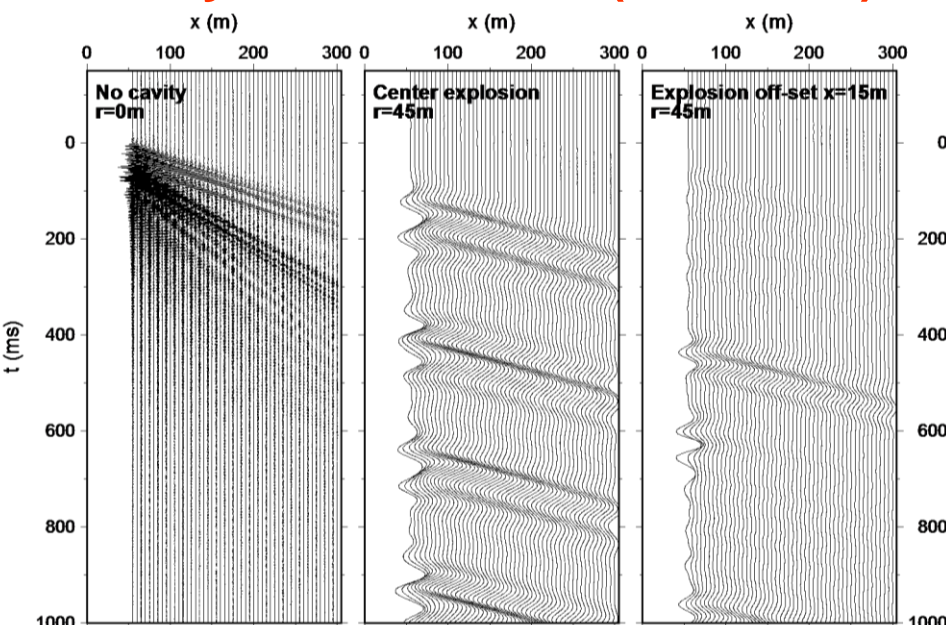 x (m) x (m) x (m)
0 100 200 300 0 100 200 300 0 100 200 300
No cavity
r=0m
Center explosion
r=45m
Explosion off-set x=15m
r=45m
t (ms)
0
200
400
600
800
1000
0
200
400
600
800
1000